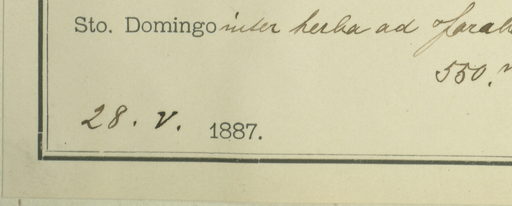 Sto. Domingo inter herba ad
550.
28. V. 1887.